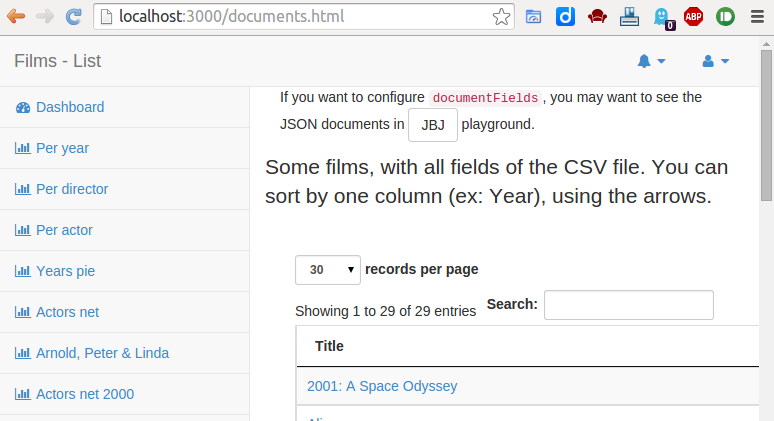 localhost:3000/documents.html
d
0
ABP
Films - List
Dashboard
Per year
Per director
Per actor
Years pie
Actors net
Arnold, Peter & Linda
Actors net 2000
If you want to configure documentFields, you may want to see the
JSON documents in JBJ playground.
Some films, with all fields of the CSV file. You can
sort by one column (ex: Year), using the arrows.
30 records per page
Showing 1 to 29 of 29 entries Search:
Title
2001: A Space Odyssey